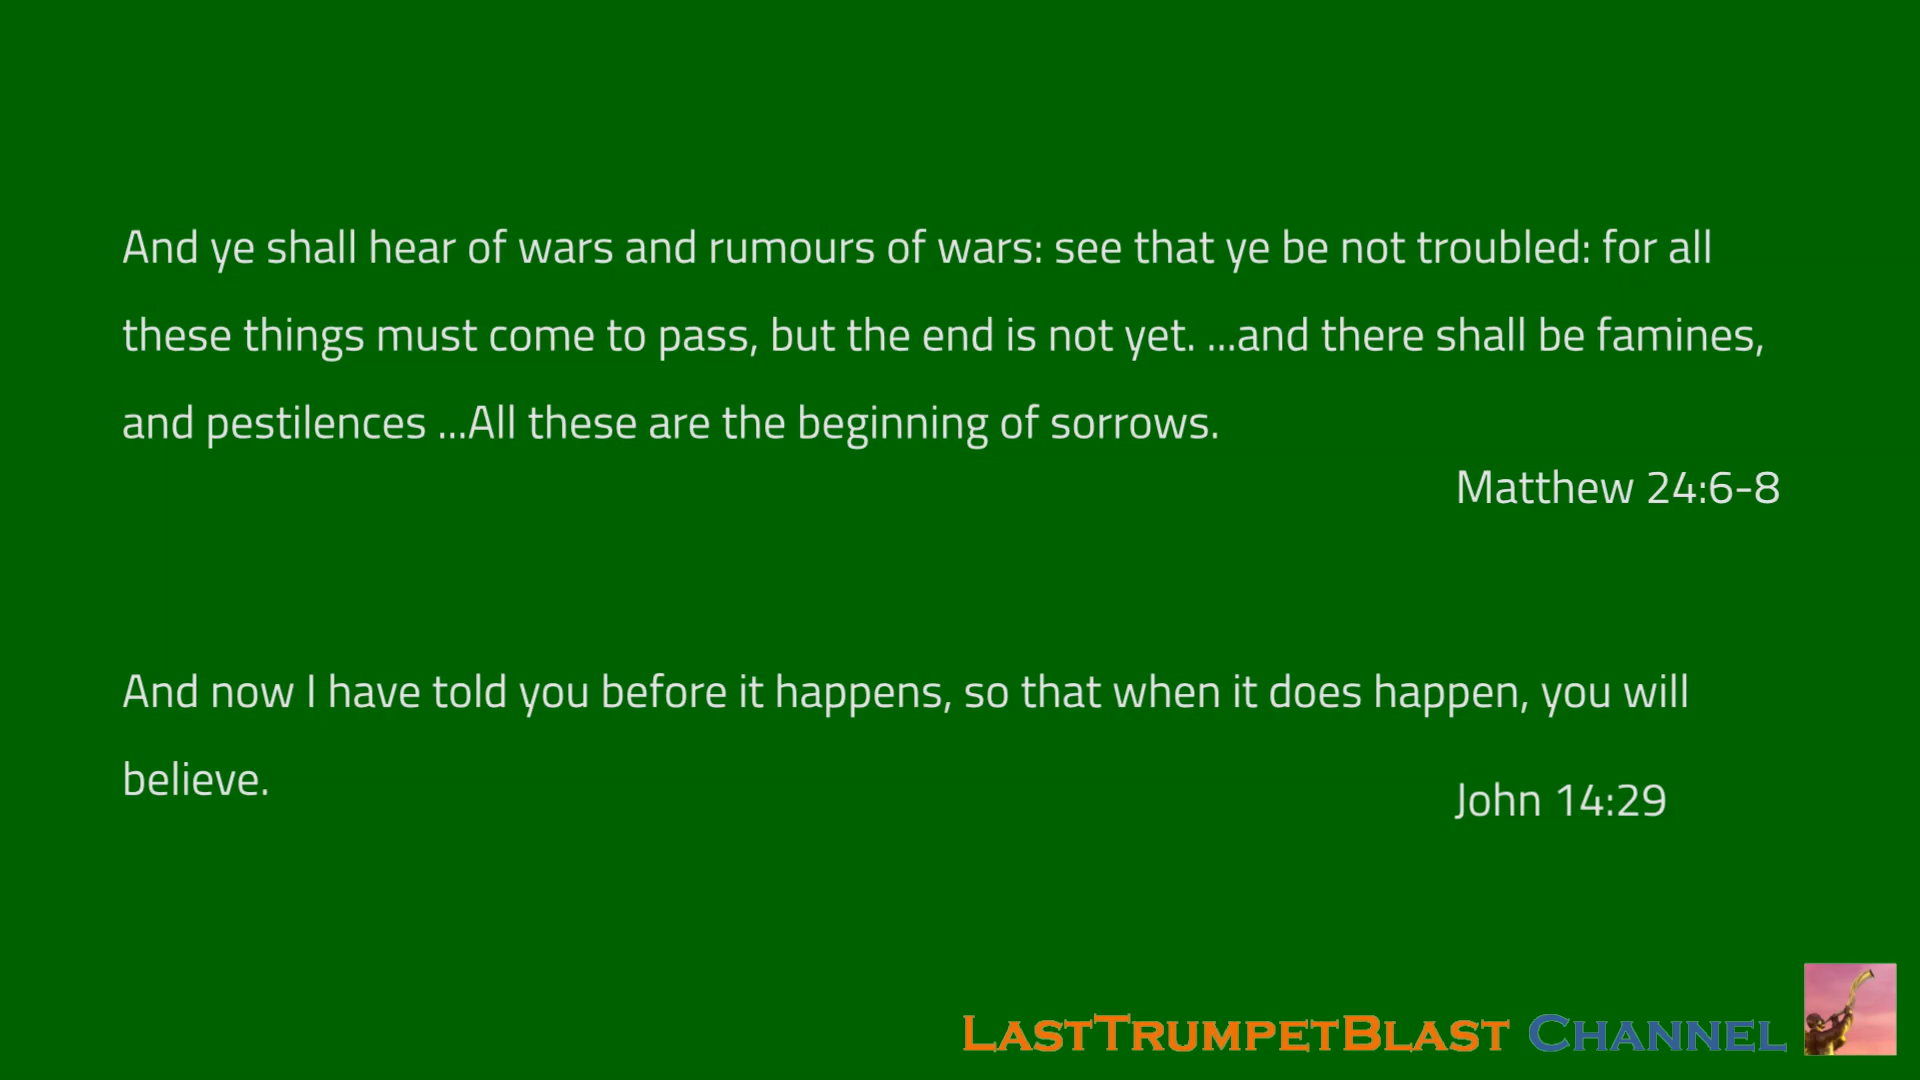 And ye shall hear of wars and rumours of wars: see that ye be not troubled: for all
these things must come to pass, but the end is not yet. ...and there shall be famines,
and pestilences ...All these are the beginning of sorrows.
Matthew 24:6-8
And now I have told you before it happens, so that when it does happen, you will
believe.
John 14:29
LastTrumpetBlast Channel